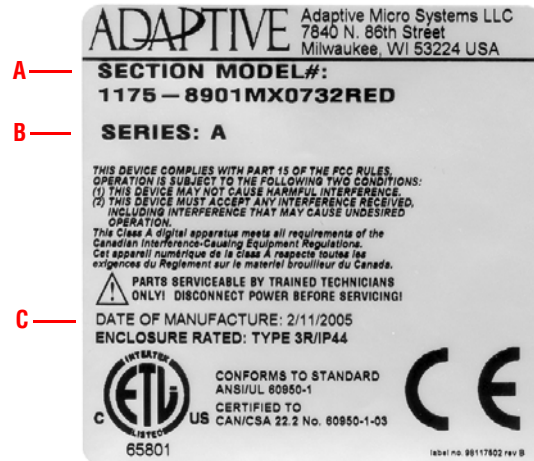 ADAPTIVE
Adaptive Micro Systems LLC
7840 N. 86th Street
Milwaukee, WI 53224 USA
A
SECTION MODEL#:
1175-8901MX0732RED
B
SERIES: A
THIS DEVICE COMPLIES WITH PART 15 OF THE FCC RULES.
OPERATION IS SUBJECT TO THE FOLLOWING TWO CONDITIONS:
(1) THIS DEVICE MAY NOT CAUSE HARMFUL INTERFERENCE.
(2) THIS DEVICE MUST ACCEPT ANY INTERFERENCE RECEIVED,
INCLUDING INTERFERENCE THAT MAY CAUSE UNDESIRED
OPERATION.
This Class A digital apparatus meets all requirements of the
Canadian Interference-Causing Equipment Regulations.
Cet appareil numérique de la class A respecte toutes les
exigences du Reglement sur le materiel brouilleur du Canada.
! PARTS SERVICEABLE BY TRAINED TECHNICIANS
ONLY! DISCONNECT POWER BEFORE SERVICING!
C
DATE OF MANUFACTURE: 2/11/2005
ENCLOSURE RATED: TYPE 3R/IP44
INTERTEK
ETL
LISTED
C US
65801
CONFORMS TO STANDARD
ANSI/UL 60950-1
CERTIFIED TO
CAN/CSA 22.2 No. 60950-1-03
CE
label no. 98117602 rev B